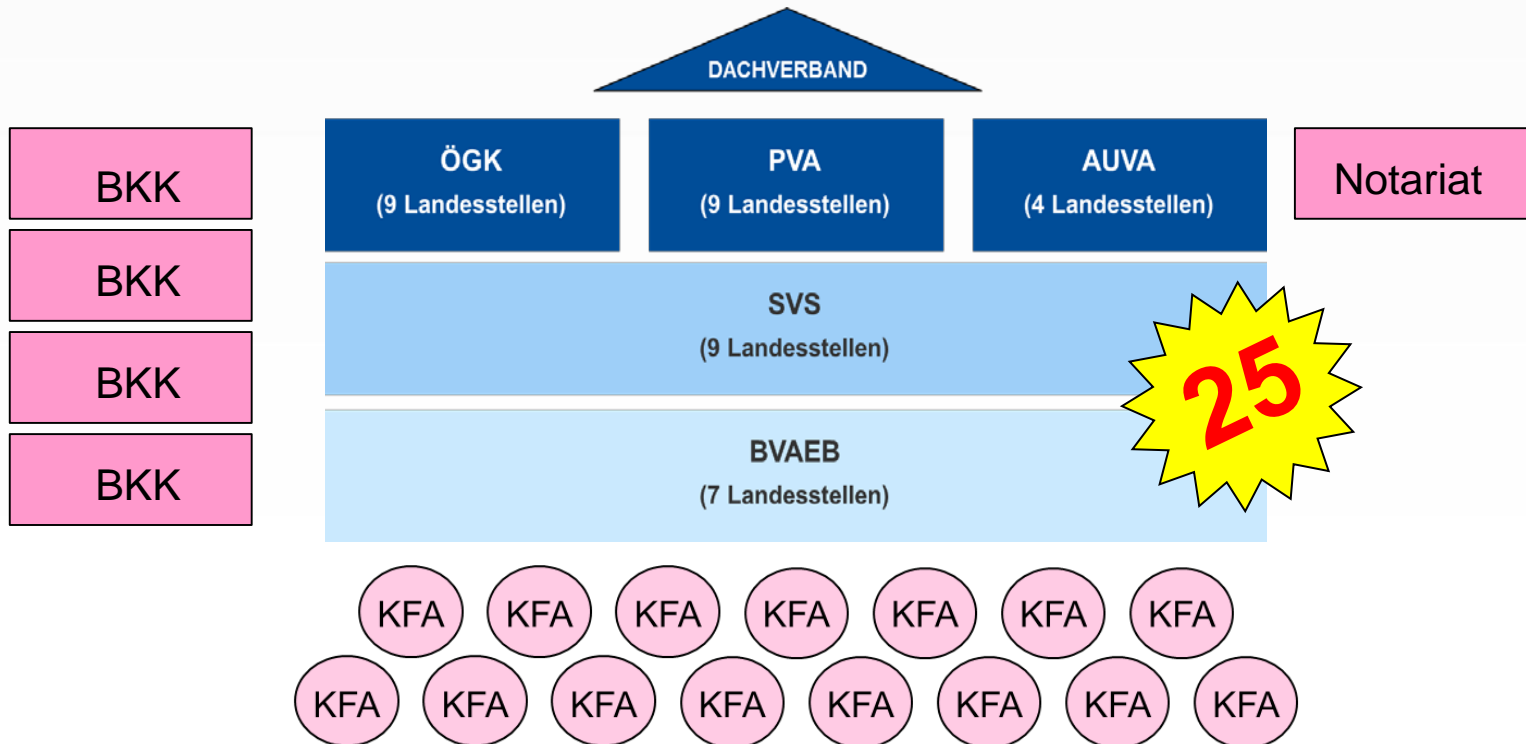 DACHVERBAND
BKK
BKK
BKK
BKK
ÖGK
(9 Landesstellen)
PVA
(9 Landesstellen)
AUVA
(4 Landesstellen)
Notariat
SVS
(9 Landesstellen)
25
BVAEB
(7 Landesstellen)
KFA KFA KFA KFA KFA KFA KFA
KFA KFA KFA KFA KFA KFA KFA KFA